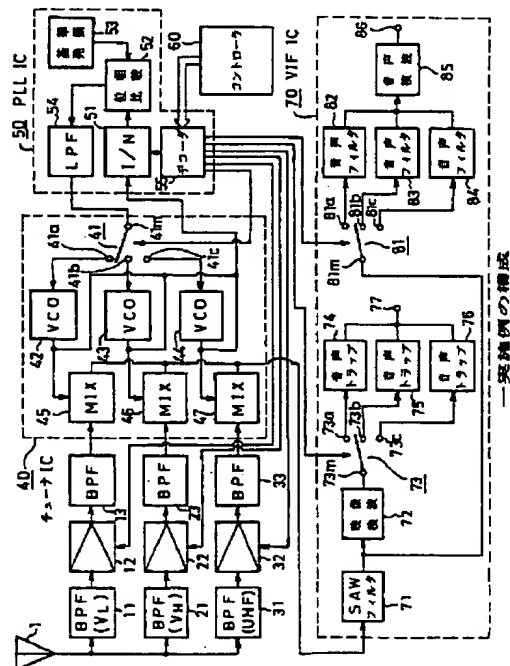 50 PLL IC
基準
発振
53
位相
比較
52
LPF
54
1/N
51
デコーダ
55
60
コントローラ
チューナIC
40
41
41a
41b
41c
41m
VCO
42
VCO
43
VCO
44
MIX
45
MIX
46
MIX
47
BPF
13
BPF
23
BPF
33
12
22
32
BPF
(VL)
11
BPF
(VH)
21
BPF
(UHF)
31
1
70 VIF IC
SAW
フィルタ
71
映像
検波
72
73
73m
73a
73b
73c
音声
トラップ
74
音声
トラップ
75
音声
トラップ
76
77
81
81m
81a
81b
81c
音声
フィルタ
82
音声
フィルタ
83
音声
フィルタ
84
音声
検波
85
86
一実施例の構成